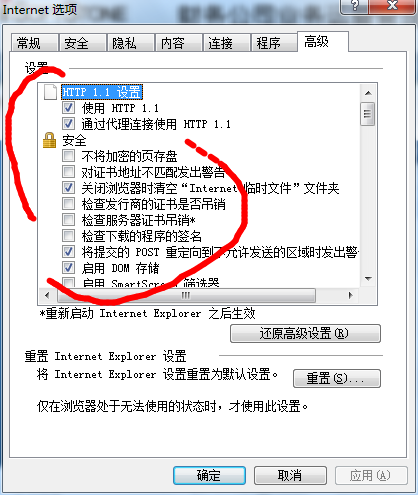 Internet 选项
常规 安全 隐私 内容 连接 程序 高级
设置
HTTP 1.1 设置
使用 HTTP 1.1
通过代理连接使用 HTTP 1.1
安全
不将加密的页存盘
对证书地址不匹配发出警告
关闭浏览器时清空“Internet 临时文件”文件夹
检查发行商的证书是否吊销
检查服务器证书吊销*
检查下载的程序的签名
将提交的 POST 重定向到不允许发送的区域时发出警
启用 DOM 存储
启用 SmartScreen 筛选器
*重新启动 Internet Explorer 之后生效
还原高级设置(R)
重置 Internet Explorer 设置
将 Internet Explorer 设置重置为默认设置。
重置(S)...
仅在浏览器处于无法使用的状态时，才使用此设置。
确定 取消 应用(A)